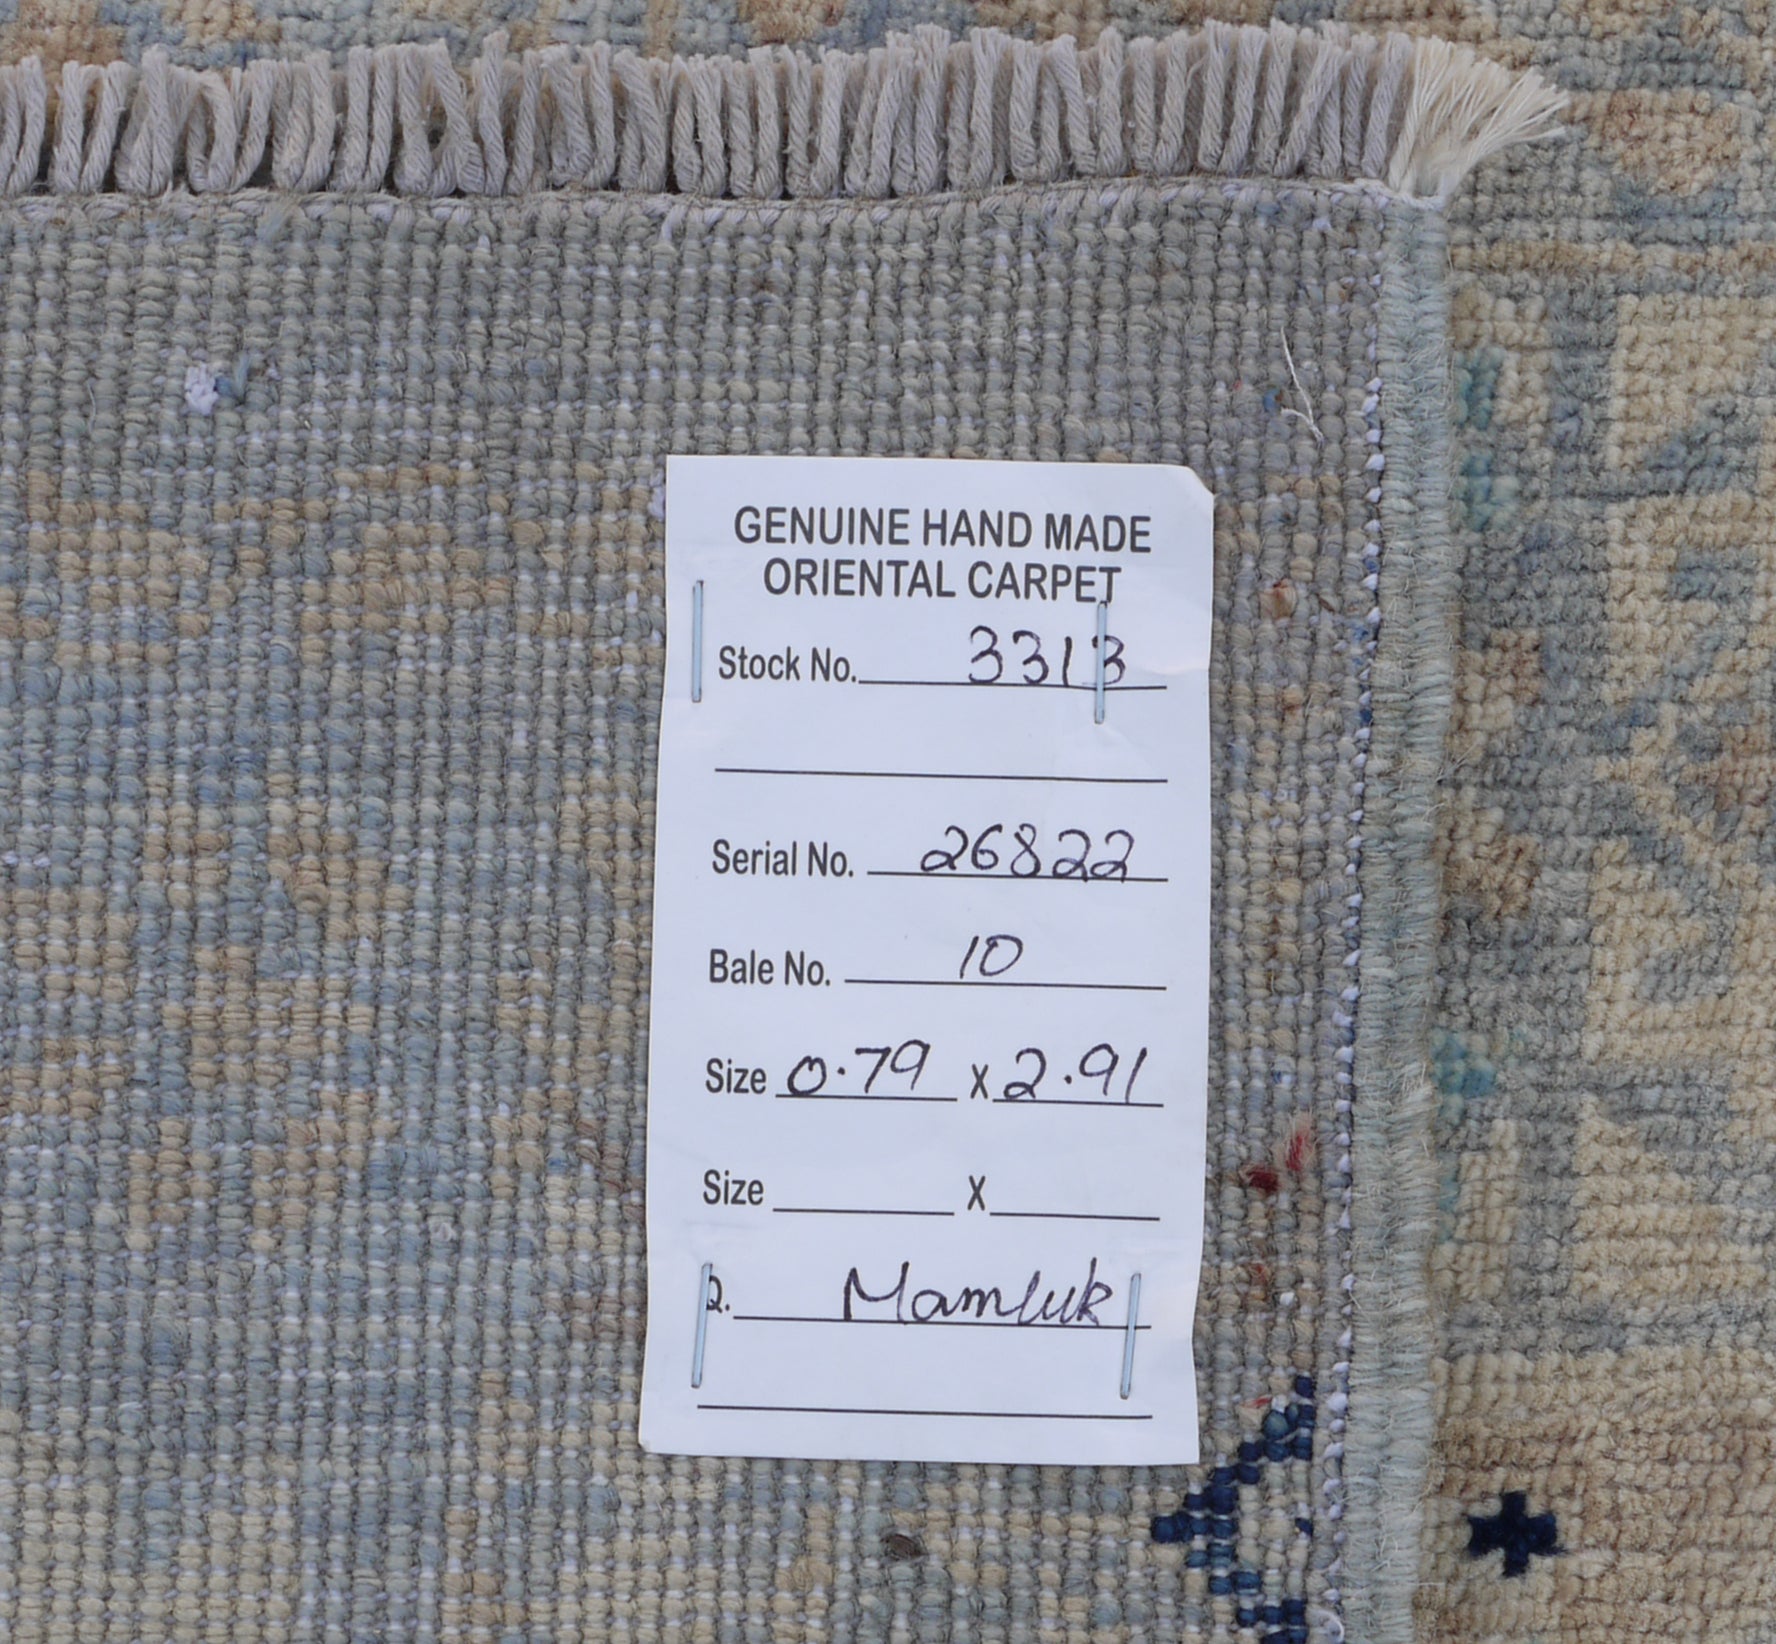 GENUINE HAND MADE
ORIENTAL CARPET
Stock No. 3313
Serial No. 26822
Bale No. 10
Size 0.79 X 2.91
Size X
Q. Mamluk